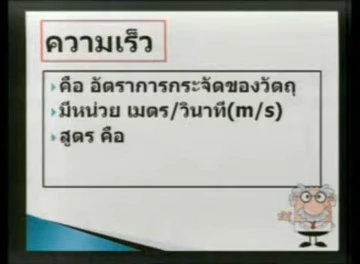 ความเร็ว
คือ อัตราการกระจัดของวัตถุ
มีหน่วย เมตร/วินาที(m/s)
สูตร คือ